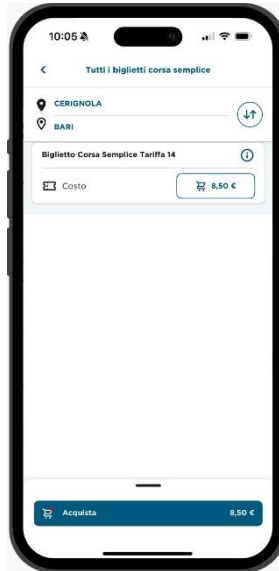 10:05
Tutti i biglietti corsa semplice
CERIGNOLA
BARI
Biglietto Corsa Semplice Tariffa 14
Costo
8,50 €
Acquista
8,50 €